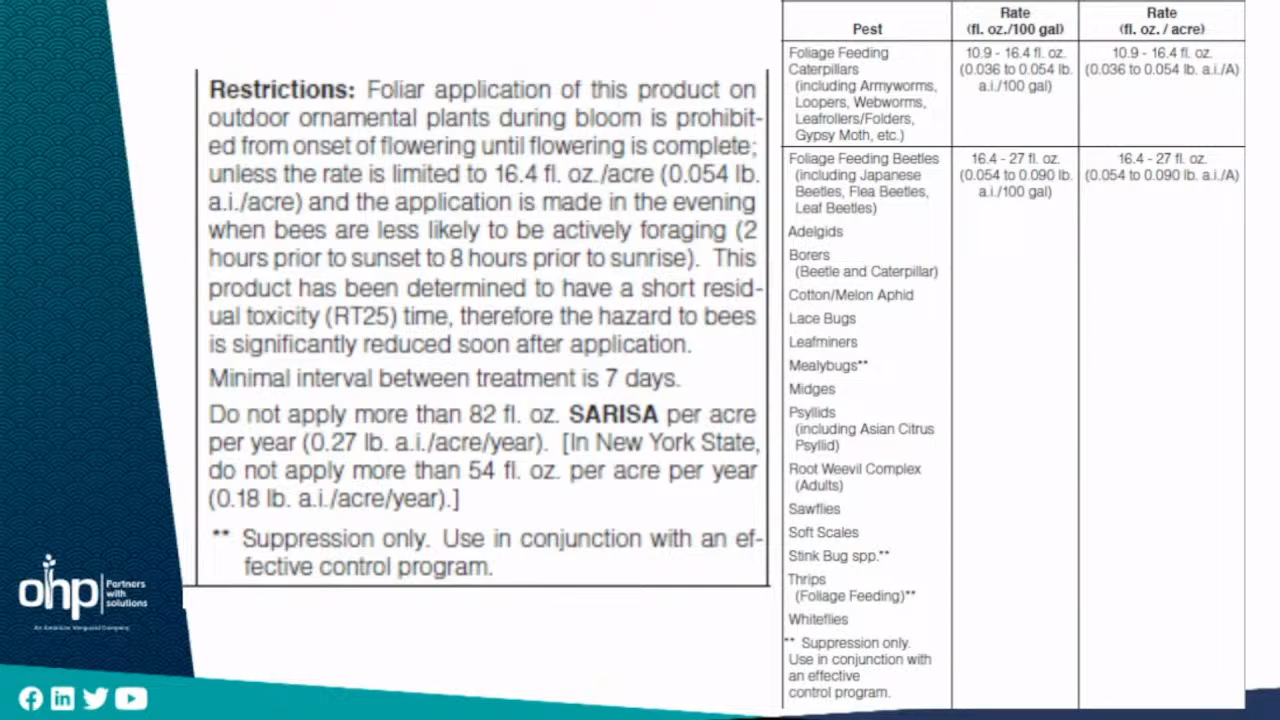 Restrictions: Foliar application of this product on
outdoor ornamental plants during bloom is prohibit-
ed from onset of flowering until flowering is complete;
unless the rate is limited to 16.4 fl. oz./acre (0.054 lb.
a.i./acre) and the application is made in the evening
when bees are less likely to be actively foraging (2
hours prior to sunset to 8 hours prior to sunrise). This
product has been determined to have a short resid-
ual toxicity (RT25) time, therefore the hazard to bees
is significantly reduced soon after application.
Minimal interval between treatment is 7 days.
Do not apply more than 82 fl. oz. SARISA per acre
per year (0.27 lb. a.i./acre/year). [In New York State,
do not apply more than 54 fl. oz. per acre per year
(0.18 lb. a.i./acre/year).]
** Suppression only. Use in conjunction with an ef-
fective control program.
Pest
Rate
(fl. oz./100 gal)
Rate
(fl. oz. / acre)
Foliage Feeding
Caterpillars
(including Armyworms,
Loopers, Webworms,
Leafrollers/Folders,
Gypsy Moth, etc.)
10.9 - 16.4 fl. oz.
(0.036 to 0.054 lb.
a.i./100 gal)
10.9 - 16.4 fl. oz.
(0.036 to 0.054 lb. a.i./A)
Foliage Feeding Beetles
(including Japanese
Beetles, Flea Beetles,
Leaf Beetles)
16.4 - 27 fl. oz.
(0.054 to 0.090 lb.
a.i./100 gal)
16.4 - 27 fl. oz.
(0.054 to 0.090 lb. a.i./A)
Adelgids
Borers
(Beetle and Caterpillar)
Cotton/Melon Aphid
Lace Bugs
Leafminers
Mealybugs**
Midges
Psyllids
(including Asian Citrus
Psyllid)
Root Weevil Complex
(Adults)
Sawflies
Soft Scales
Stink Bug spp.**
Thrips
(Foliage Feeding)**
Whiteflies
** Suppression only.
Use in conjunction with
an effective
control program.
ohp
Partners
with
solutions
An American Vanguard Company